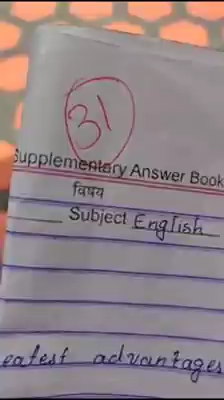 31
Supplementary Answer Book
विषय
Subject English
eatest advantages